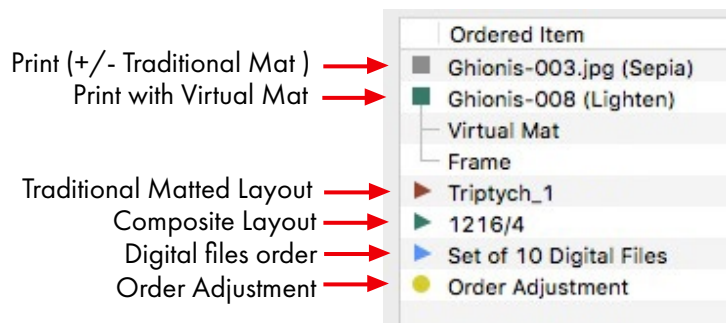 Ordered Item
Print (+/- Traditional Mat ) Ghionis-003.jpg (Sepia)
Print with Virtual Mat Ghionis-008 (Lighten)
Virtual Mat
Frame
Traditional Matted Layout Triptych_1
Composite Layout 1216/4
Digital files order Set of 10 Digital Files
Order Adjustment Order Adjustment